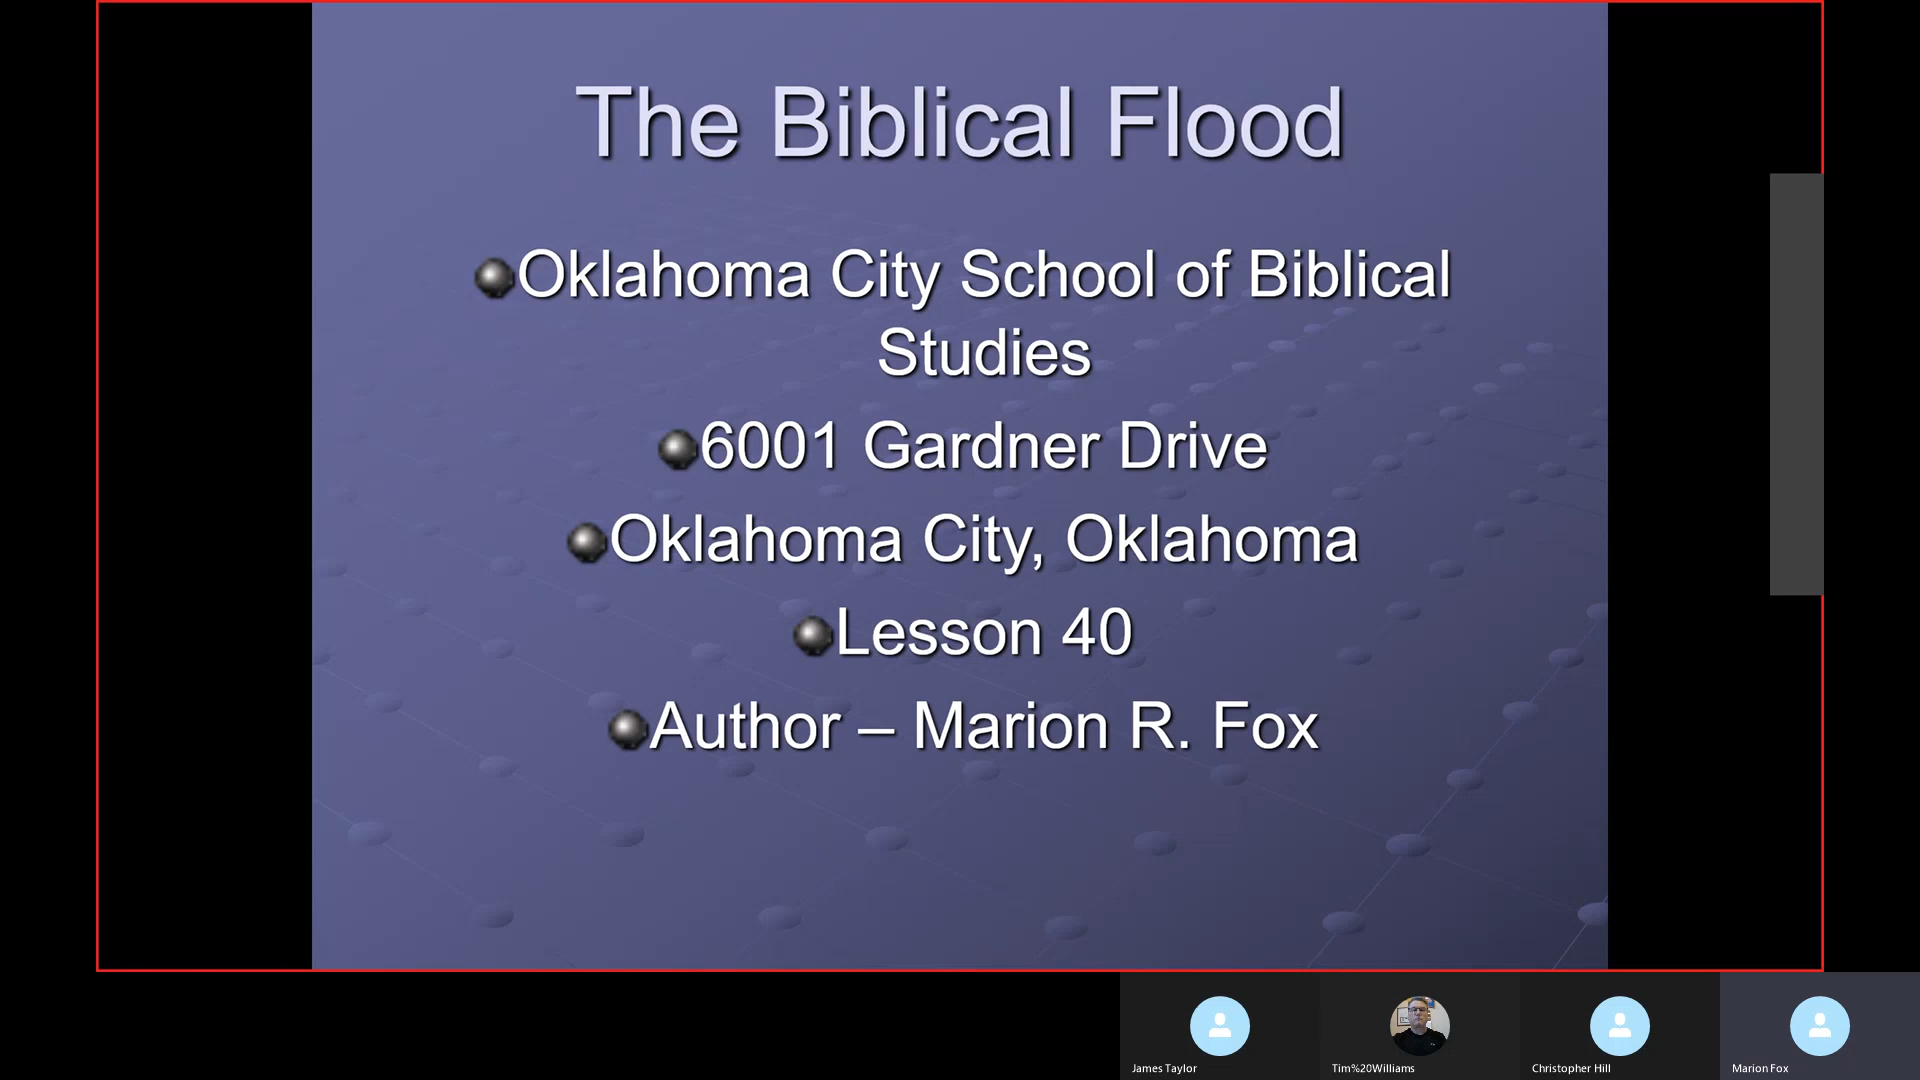 The Biblical Flood
Oklahoma City School of Biblical
Studies
6001 Gardner Drive
Oklahoma City, Oklahoma
Lesson 40
Author – Marion R. Fox
James Taylor
Tim%20Williams
Christopher Hill
Marion Fox